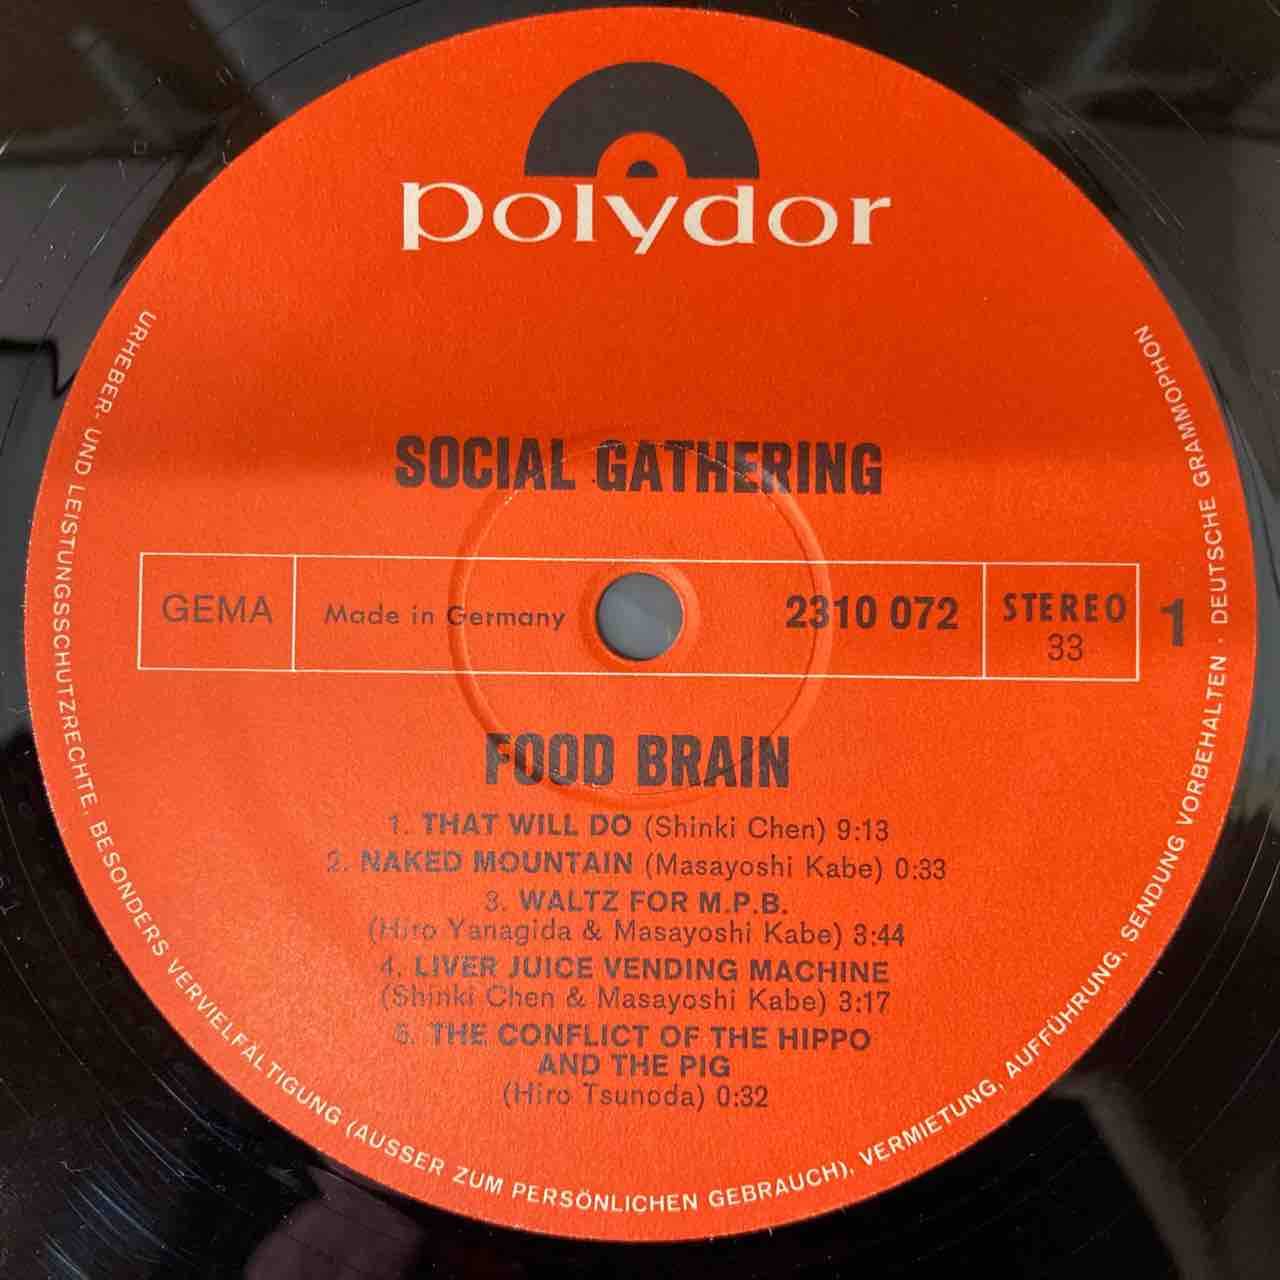 polydor
SOCIAL GATHERING
GEMA
Made in Germany
2310 072
STEREO
33
1
FOOD BRAIN
1. THAT WILL DO (Shinki Chen) 9:13
2. NAKED MOUNTAIN (Masayoshi Kabe) 0:33
3. WALTZ FOR M.P.B.
(Hiro Yanagida & Masayoshi Kabe) 3:44
4. LIVER JUICE VENDING MACHINE
(Shinki Chen & Masayoshi Kabe) 3:17
5. THE CONFLICT OF THE HIPPO
AND THE PIG
(Hiro Tsunoda) 0:32
URHEBER- UND LEISTUNGSSCHUTZRECHTE, BESONDERS VERVIELFÄLTIGUNG (AUSSER ZUM PERSÖNLICHEN GEBRAUCH), VERMIETUNG, AUFFÜHRUNG, SENDUNG VORBEHALTEN · DEUTSCHE GRAMMOPHON